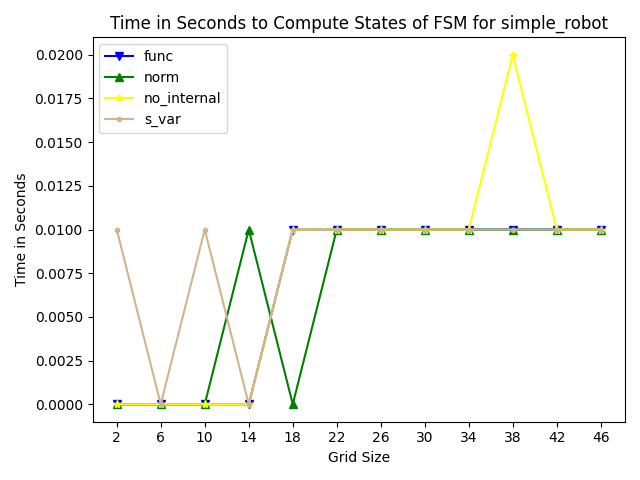 Time in Seconds to Compute States of FSM for simple_robot
func
norm
no_internal
s_var
0.0200
0.0175
0.0150
0.0125
0.0100
0.0075
0.0050
0.0025
0.0000
Time in Seconds
2 6 10 14 18 22 26 30 34 38 42 46
Grid Size